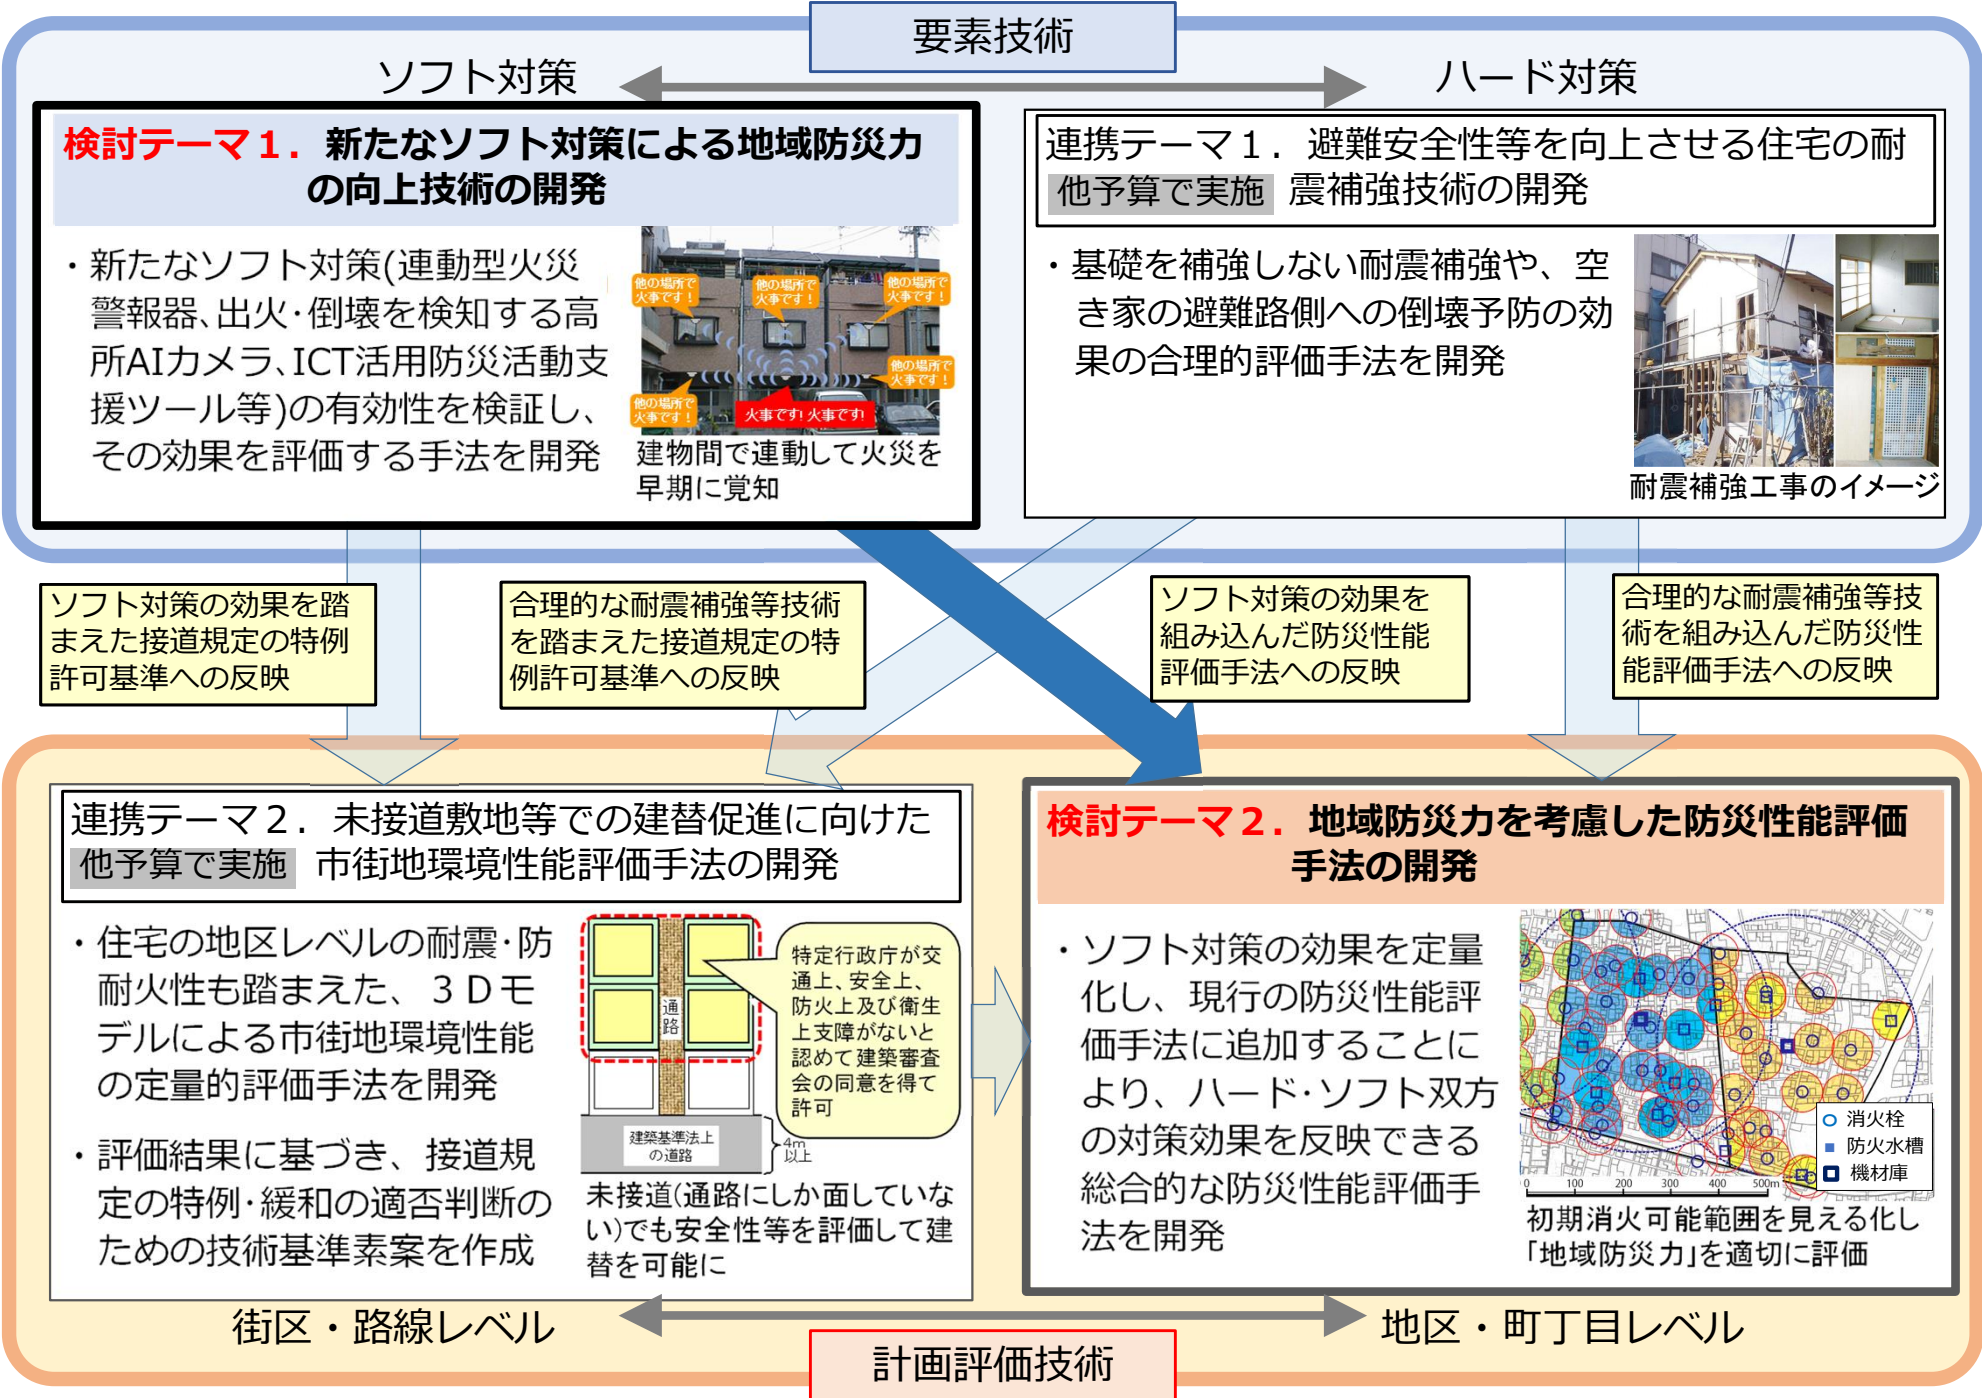 要素技術
ソフト対策
ハード対策
検討テーマ１．新たなソフト対策による地域防災力
の向上技術の開発
・新たなソフト対策(連動型火災
警報器､出火･倒壊を検知する高
所AIカメラ､ICT活用防災活動支
援ツール等)の有効性を検証し、
その効果を評価する手法を開発
他の場所で
火事です！
他の場所で
火事です！
他の場所で
火事です！
他の場所で
火事です！
他の場所で
火事です！
火事です! 火事です!
建物間で連動して火災を
早期に覚知
連携テーマ１．避難安全性等を向上させる住宅の耐
他予算で実施 震補強技術の開発
・基礎を補強しない耐震補強や、空
き家の避難路側への倒壊予防の効
果の合理的評価手法を開発
耐震補強工事のイメージ
ソフト対策の効果を踏
まえた接道規定の特例
許可基準への反映
合理的な耐震補強等技術
を踏まえた接道規定の特
例許可基準への反映
ソフト対策の効果を
組み込んだ防災性能
評価手法への反映
合理的な耐震補強等技
術を組み込んだ防災性
能評価手法への反映
連携テーマ２．未接道敷地等での建替促進に向けた
他予算で実施 市街地環境性能評価手法の開発
・住宅の地区レベルの耐震･防
耐火性も踏まえた、３Ｄモ
デルによる市街地環境性能
の定量的評価手法を開発
・評価結果に基づき、接道規
定の特例･緩和の適否判断の
ための技術基準素案を作成
通
路
特定行政庁が交
通上、安全上、
防火上及び衛生
上支障がないと
認めて建築審査
会の同意を得て
許可
建築基準法上
の道路
4m
以上
未接道(通路にしか面していな
い)でも安全性等を評価して建
替を可能に
検討テーマ２．地域防災力を考慮した防災性能評価
手法の開発
・ソフト対策の効果を定量
化し、現行の防災性能評
価手法に追加することに
より、ハード･ソフト双方
の対策効果を反映できる
総合的な防災性能評価手
法を開発
消火栓
防火水槽
機材庫
0 100 200 300 400 500m
初期消火可能範囲を見える化し
｢地域防災力｣を適切に評価
街区・路線レベル
地区・町丁目レベル
計画評価技術